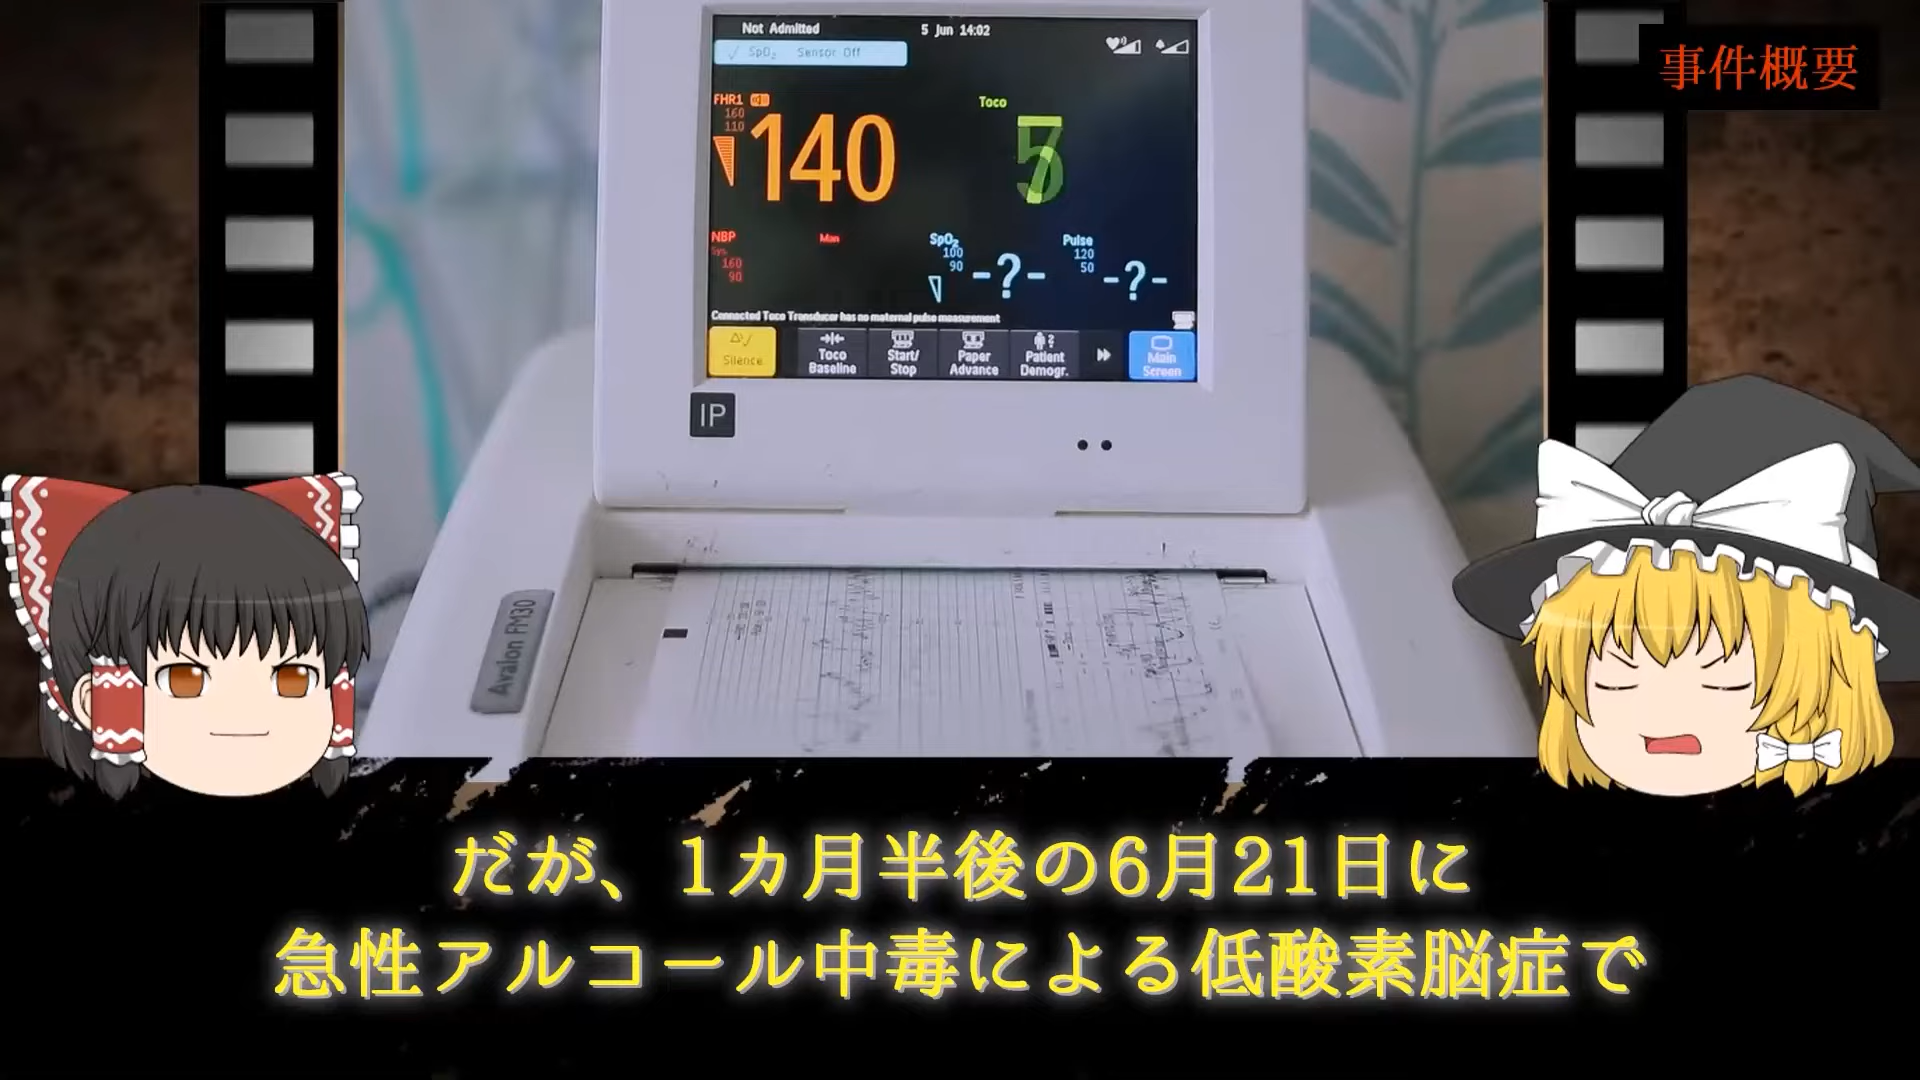 事件概要
Not Admitted
5 Jun 14:02
SpO₂ Sensor Off
FHR1
160
110
140
Toco
NBP
Sys.
160
90
Man
SpO₂
100
90
-?-
Pulse
120
50
-?-
Connected Toco Transducer has no maternal pulse measurement
Silence
Toco
Baseline
Start/
Stop
Paper
Advance
Patient
Demogr.
Main
Screen
IP
Avalon FM30
だが、1カ月半後の6月21日に
急性アルコール中毒による低酸素脳症で